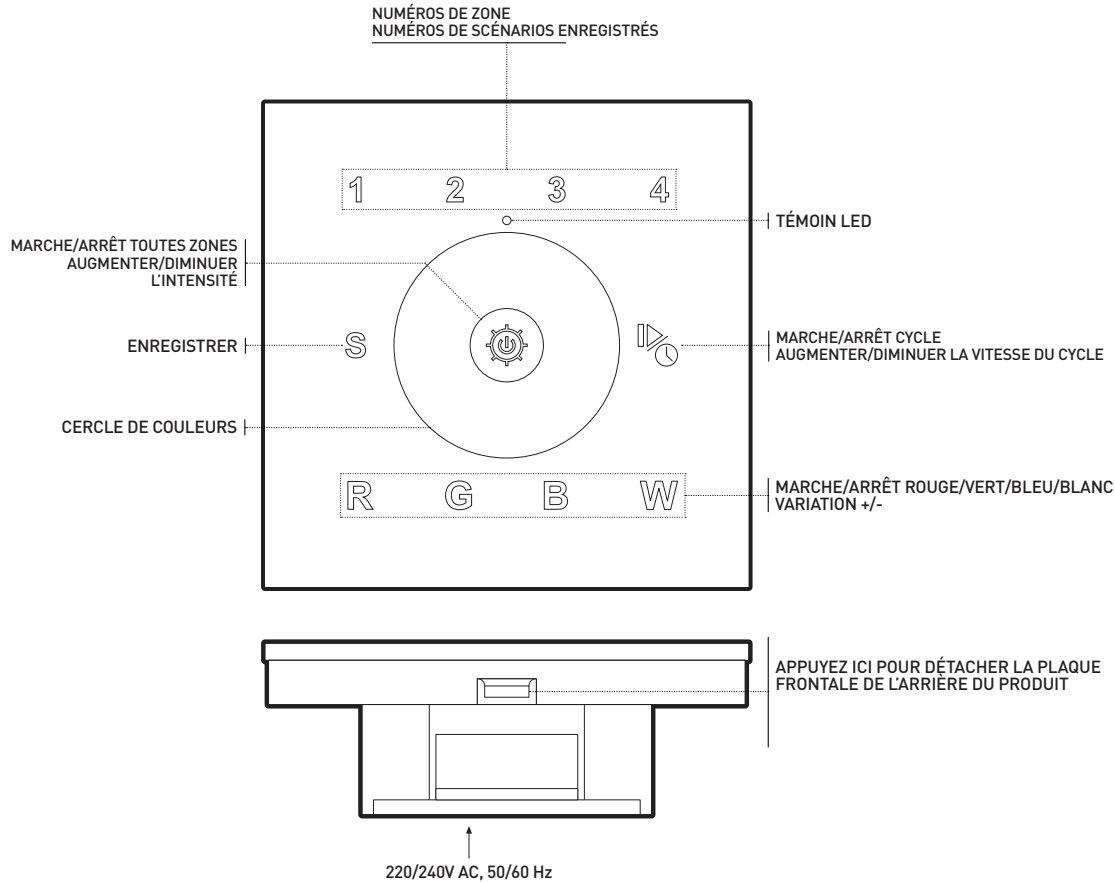 NUMÉROS DE ZONE
NUMÉROS DE SCÉNARIOS ENREGISTRÉS
1 2 3 4
TÉMOIN LED
MARCHE/ARRÊT TOUTES ZONES
AUGMENTER/DIMINUER
L'INTENSITÉ
ENREGISTRER
S
MARCHE/ARRÊT CYCLE
AUGMENTER/DIMINUER LA VITESSE DU CYCLE
CERCLE DE COULEURS
R G B W
MARCHE/ARRÊT ROUGE/VERT/BLEU/BLANC
VARIATION +/-
APPUYEZ ICI POUR DÉTACHER LA PLAQUE
FRONTALE DE L'ARRIÈRE DU PRODUIT
220/240V AC, 50/60 Hz